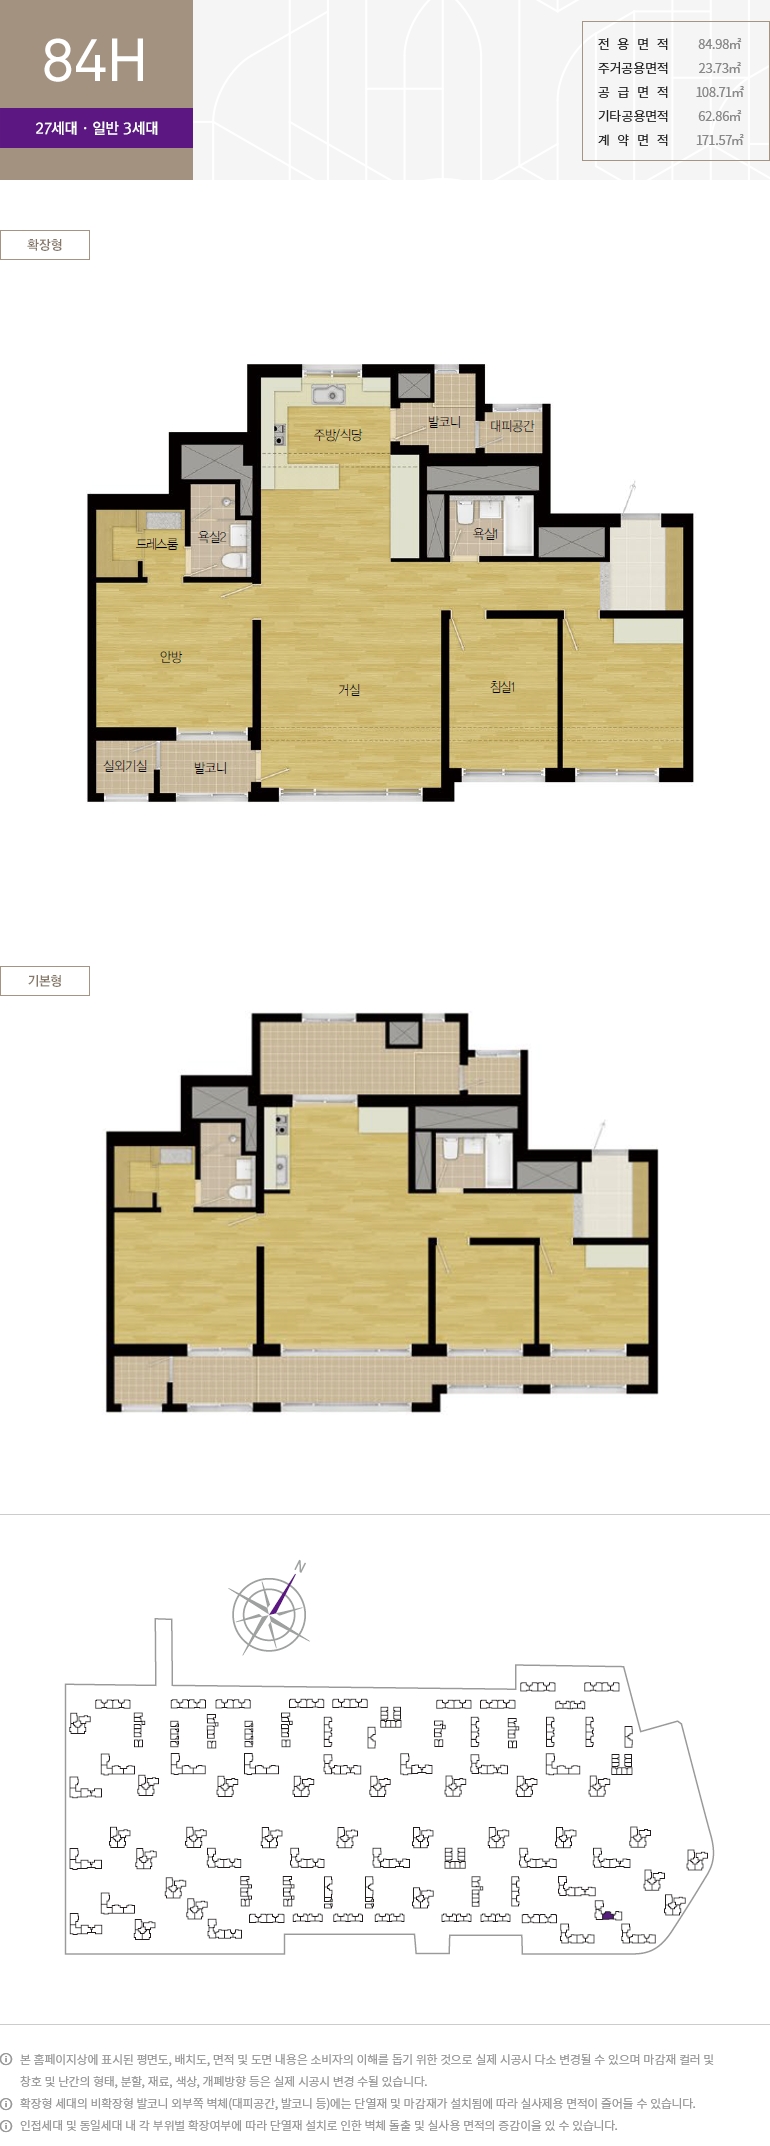 84H
27세대 · 일반 3세대
전 용 면 적 84.98㎡
주거공용면적 23.73㎡
공 급 면 적 108.71㎡
기타공용면적 62.86㎡
계 약 면 적 171.57㎡
확장형
주방/식당
발코니
대피공간
드레스룸
욕실2
욕실1
안방
거실
침실1
실외기실
발코니
기본형
N
본 홈페이지상에 표시된 평면도, 배치도, 면적 및 도면 내용은 소비자의 이해를 돕기 위한 것으로 실제 시공시 다소 변경될 수 있으며 마감재 컬러 및
창호 및 난간의 형태, 분할, 재료, 색상, 개폐방향 등은 실제 시공시 변경 수될 있습니다.
확장형 세대의 비확장형 발코니 외부쪽 벽체(대피공간, 발코니 등)에는 단열재 및 마감재가 설치됨에 따라 실사제용 면적이 줄어들 수 있습니다.
인접세대 및 동일세대 내 각 부위별 확장여부에 따라 단열재 설치로 인한 벽체 돌출 및 실사용 면적의 증감이을 있 수 있습니다.